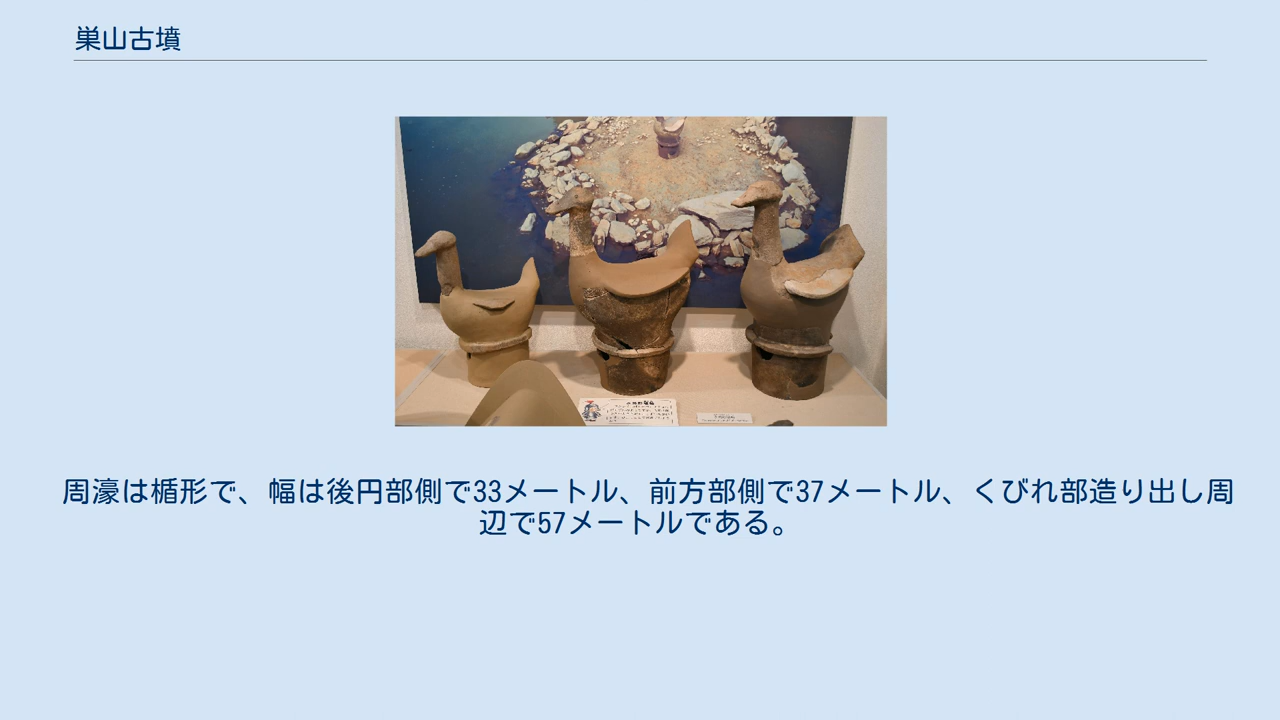 巣山古墳
周濠は楯形で、幅は後円部側で33メートル、前方部側で37メートル、くびれ部造り出し周
辺で57メートルである。